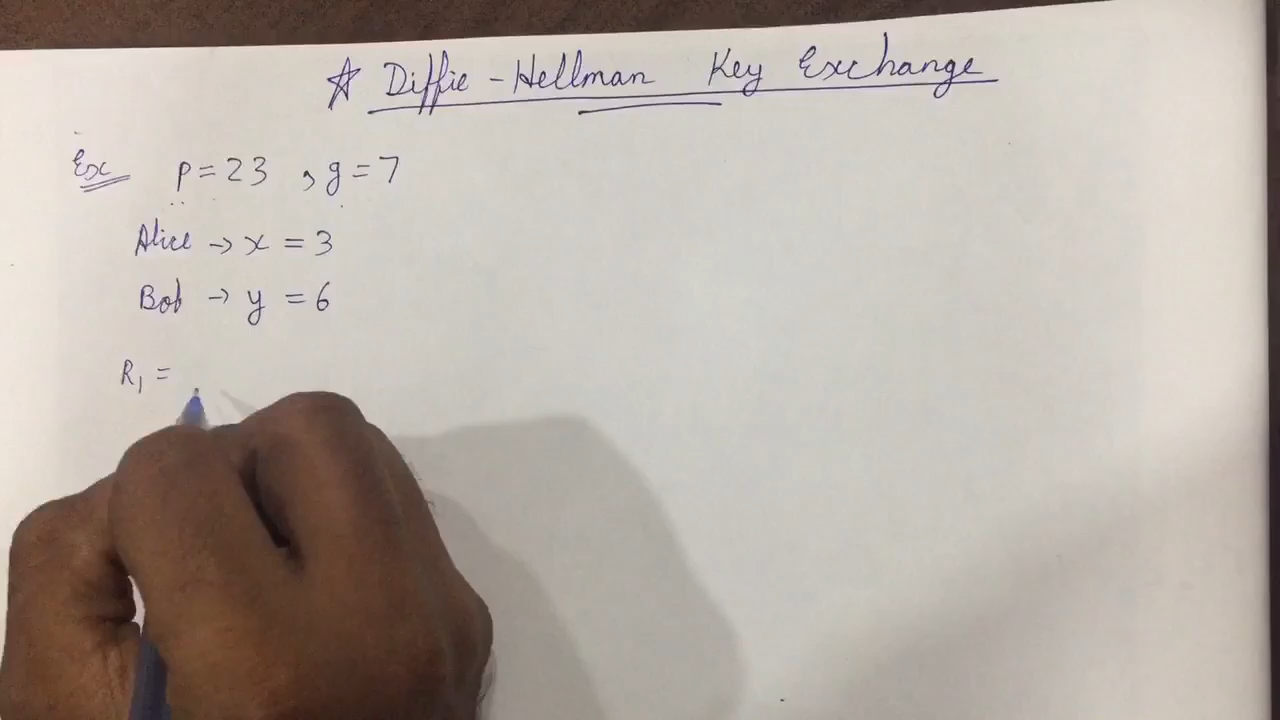 ☆ Diffie - Hellman Key Exchange
Ex p = 23 , g = 7
Alice → x = 3
Bob → y = 6
R₁ =